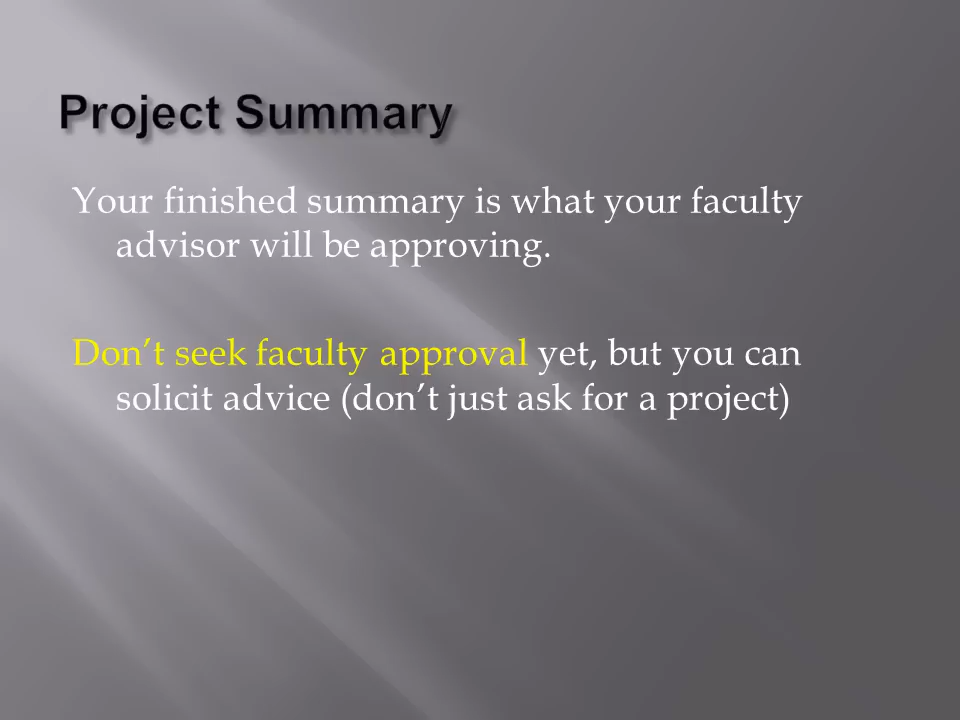 Project Summary
Your finished summary is what your faculty
advisor will be approving.
Don’t seek faculty approval yet, but you can
solicit advice (don’t just ask for a project)